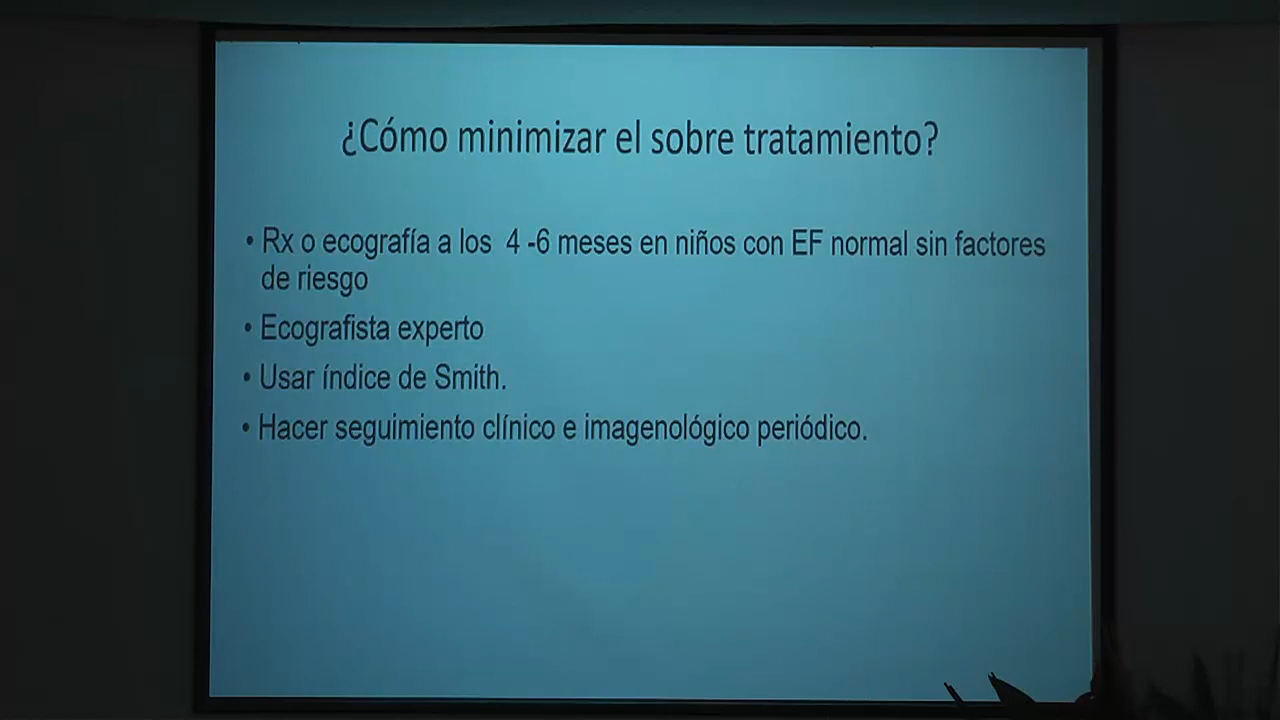 ¿Cómo minimizar el sobre tratamiento?
• Rx o ecografía a los 4 -6 meses en niños con EF normal sin factores
de riesgo
• Ecografista experto
• Usar índice de Smith.
• Hacer seguimiento clínico e imagenológico periódico.